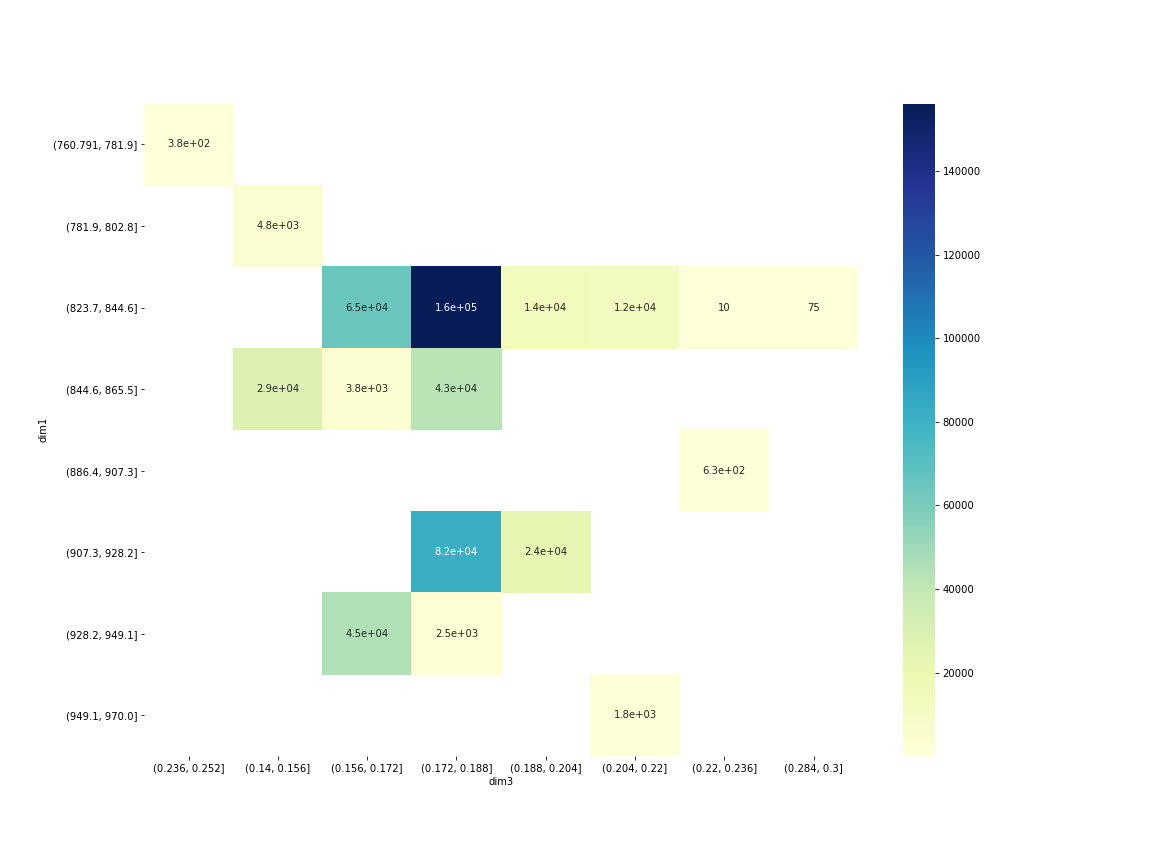 (760.791, 781.9]
3.8e+02
140000
(781.9, 802.8]
4.8e+03
120000
(823.7, 844.6]
6.5e+04
1.6e+05
1.4e+04
1.2e+04
10
75
100000
(844.6, 865.5]
2.9e+04
3.8e+03
4.3e+04
80000
dim1
(886.4, 907.3]
6.3e+02
60000
(907.3, 928.2]
8.2e+04
2.4e+04
40000
(928.2, 949.1]
4.5e+04
2.5e+03
20000
(949.1, 970.0]
1.8e+03
(0.236, 0.252]
(0.14, 0.156]
(0.156, 0.172]
(0.172, 0.188]
(0.188, 0.204]
(0.204, 0.22]
(0.22, 0.236]
(0.284, 0.3]
dim3